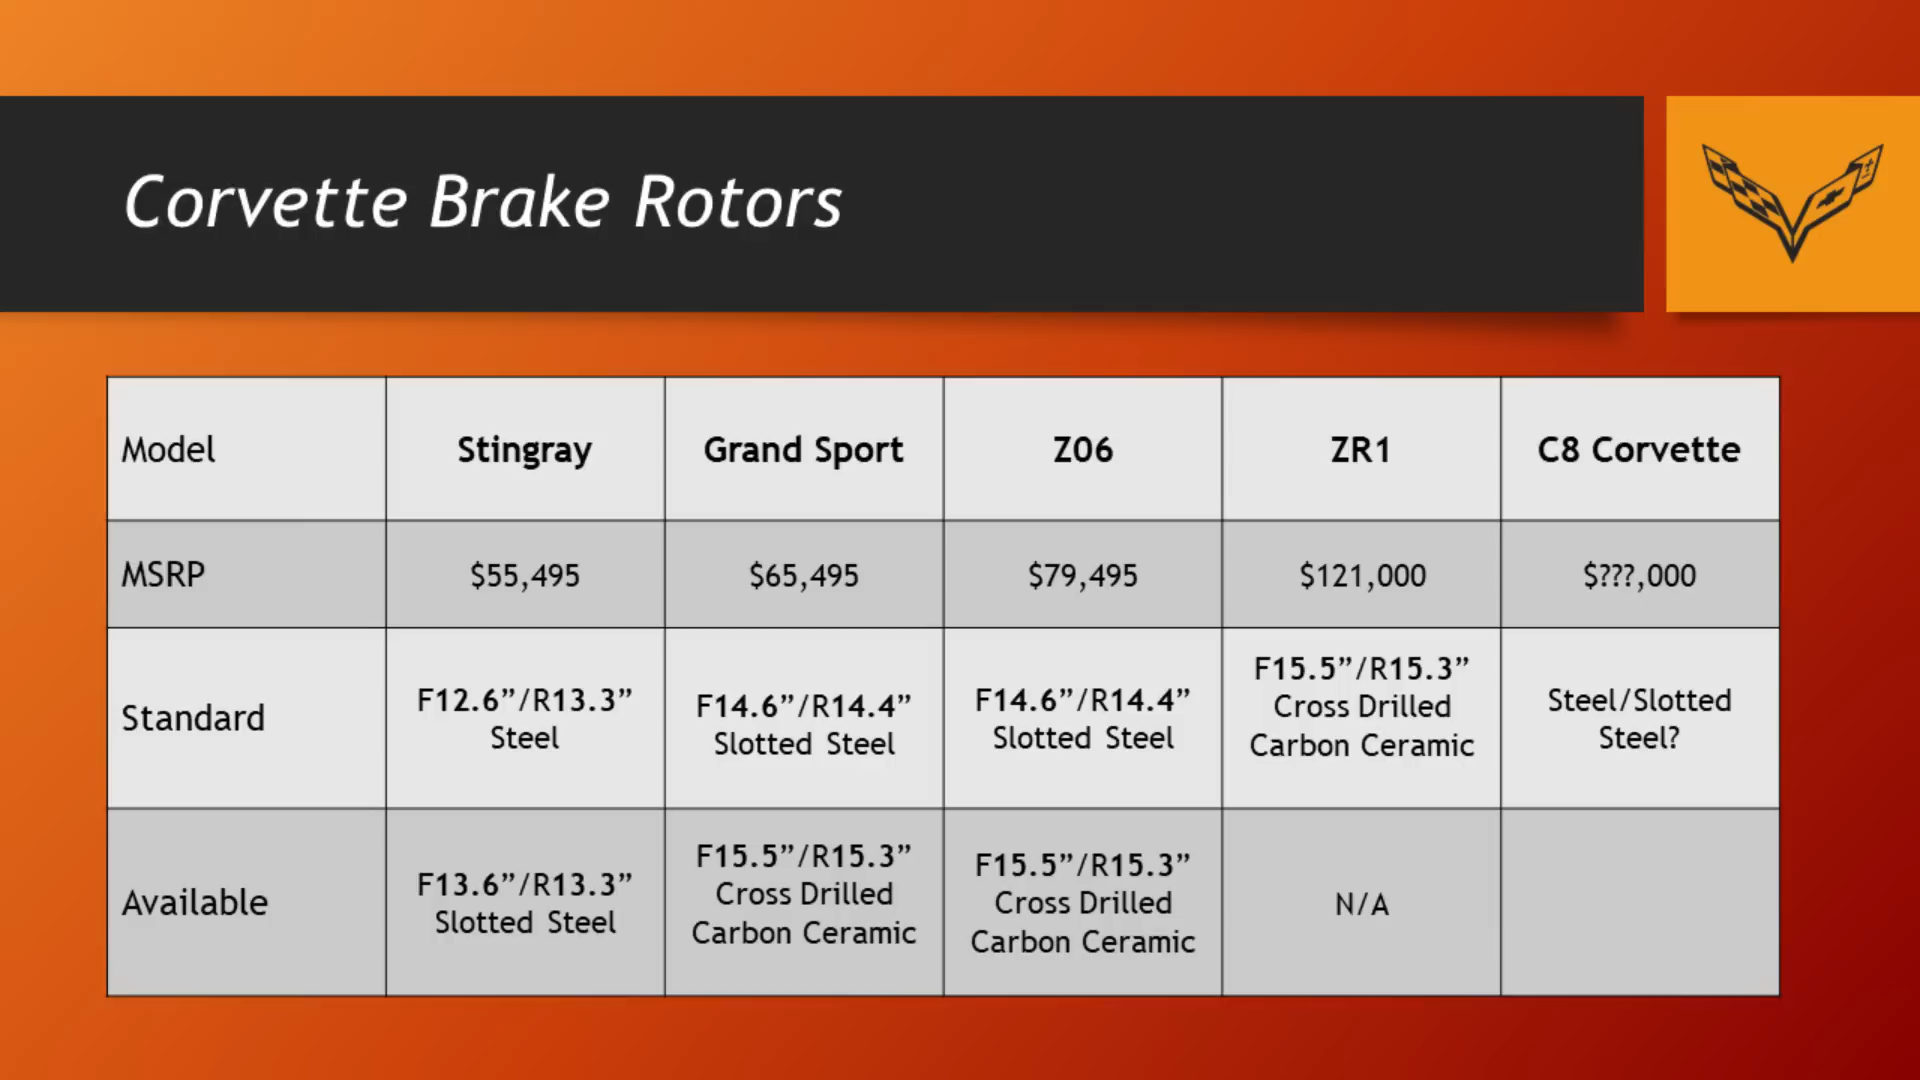 Corvette Brake Rotors
Model Stingray Grand Sport Z06 ZR1 C8 Corvette
MSRP $55,495 $65,495 $79,495 $121,000 $???,000
Standard
F12.6”/R13.3”
Steel
F14.6”/R14.4”
Slotted Steel
F14.6”/R14.4”
Slotted Steel
F15.5”/R15.3”
Cross Drilled
Carbon Ceramic
Steel/Slotted
Steel?
Available
F13.6”/R13.3”
Slotted Steel
F15.5”/R15.3”
Cross Drilled
Carbon Ceramic
F15.5”/R15.3”
Cross Drilled
Carbon Ceramic
N/A